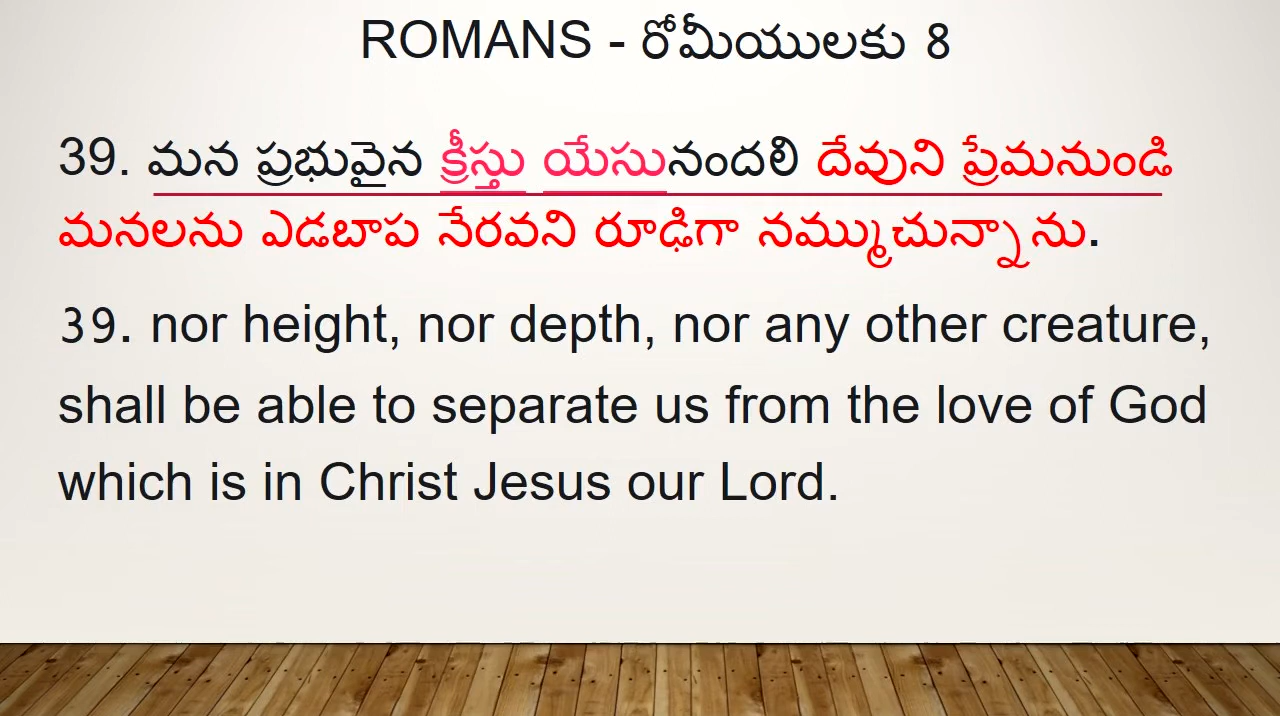 ROMANS - రోమీయులకు 8
39. మన ప్రభువైన క్రీస్తు యేసునందలి దేవుని ప్రేమనుండి
మనలను ఎడబాప నేరవని రూఢిగా నమ్ముచున్నాను.
39. nor height, nor depth, nor any other creature,
shall be able to separate us from the love of God
which is in Christ Jesus our Lord.